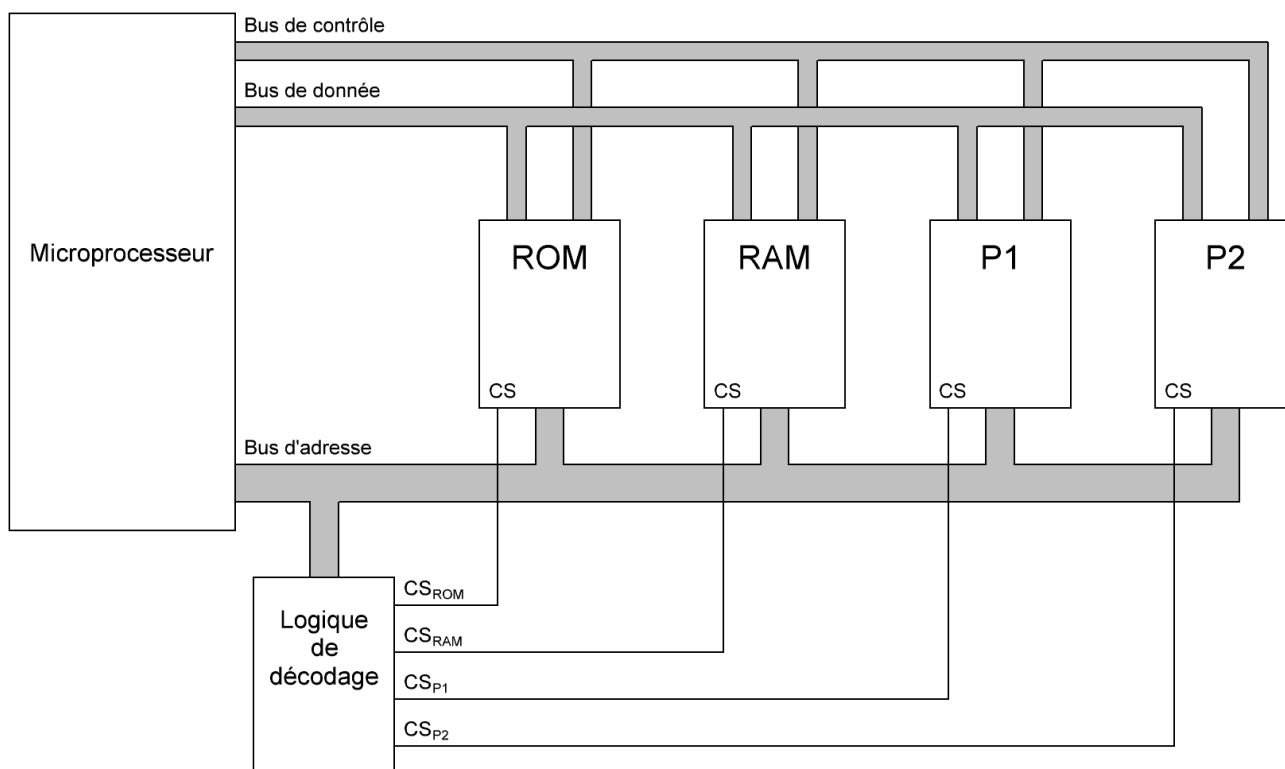 Bus de contrôle
Bus de donnée
Microprocesseur
ROM
RAM
P1
P2
CS
CS
CS
CS
Bus d'adresse
Logique
de
décodage
CSROM
CSRAM
CSP1
CSP2